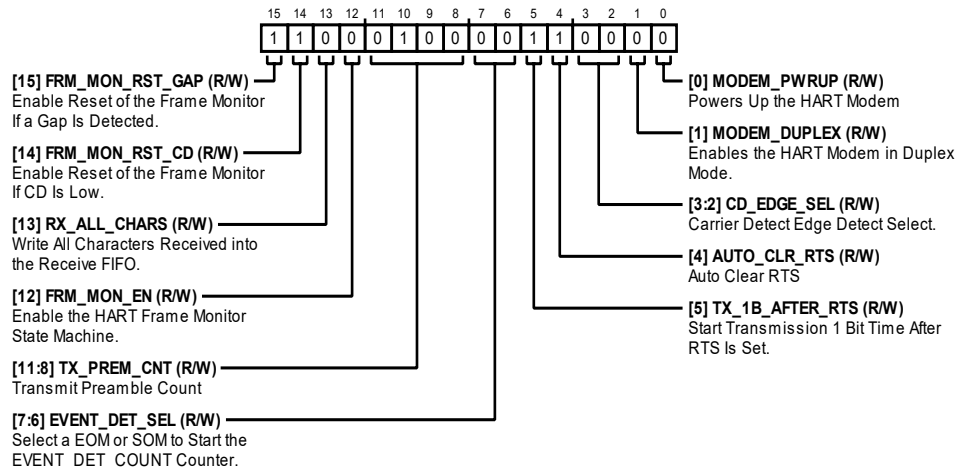 15 14 13 12 11 10 9 8 7 6 5 4 3 2 1 0
1 1 0 0 0 1 0 0 0 0 1 1 0 0 0 0
[15] FRM_MON_RST_GAP (R/W)
Enable Reset of the Frame Monitor
If a Gap Is Detected.
[14] FRM_MON_RST_CD (R/W)
Enable Reset of the Frame Monitor
If CD Is Low.
[13] RX_ALL_CHARS (R/W)
Write All Characters Received into
the Receive FIFO.
[12] FRM_MON_EN (R/W)
Enable the HART Frame Monitor
State Machine.
[11:8] TX_PREM_CNT (R/W)
Transmit Preamble Count
[7:6] EVENT_DET_SEL (R/W)
Select a EOM or SOM to Start the
EVENT_DET_COUNT Counter.
[0] MODEM_PWRUP (R/W)
Powers Up the HART Modem
[1] MODEM_DUPLEX (R/W)
Enables the HART Modem in Duplex
Mode.
[3:2] CD_EDGE_SEL (R/W)
Carrier Detect Edge Detect Select.
[4] AUTO_CLR_RTS (R/W)
Auto Clear RTS
[5] TX_1B_AFTER_RTS (R/W)
Start Transmission 1 Bit Time After
RTS Is Set.